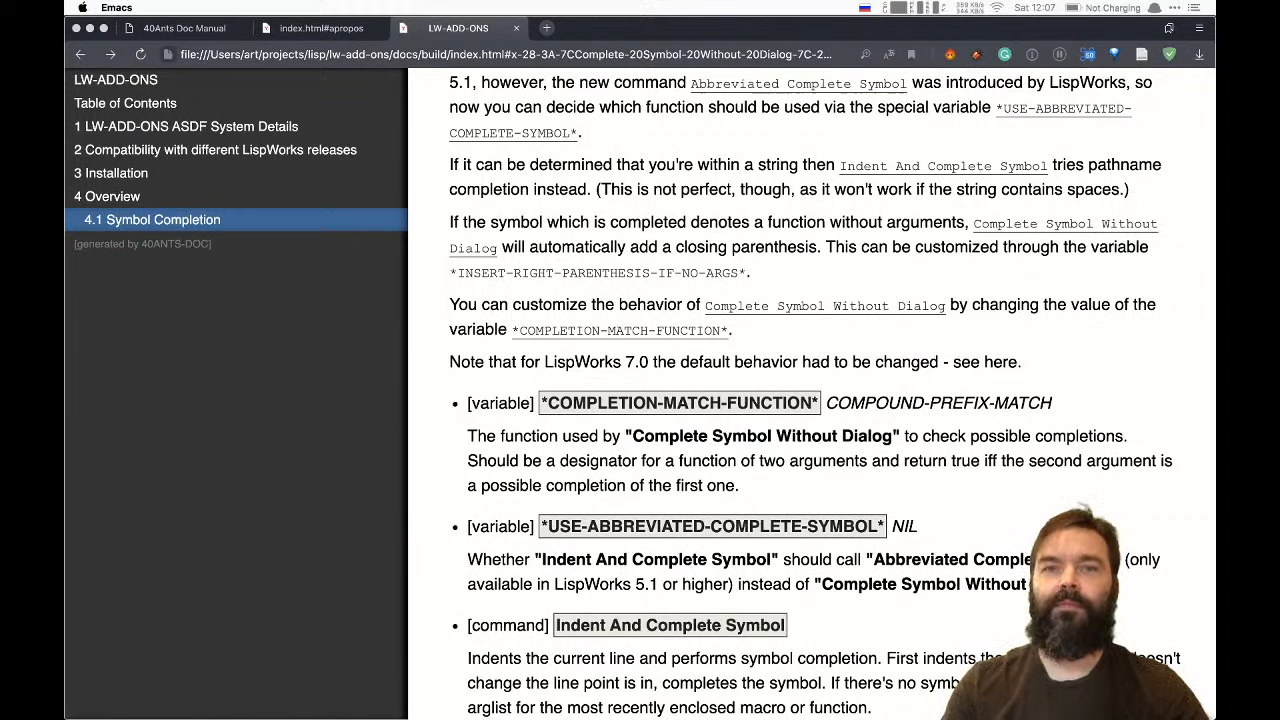 Emacs
359 KB/s
344 KB/s
Sat 12:07
Not Charging
40Ants Doc Manual
index.html#apropos
LW-ADD-ONS
file:///Users/art/projects/lisp/lw-add-ons/docs/build/index.html#x-28-3A-7CComplete-20Symbol-20Without-20Dialog-7C-2...
LW-ADD-ONS
Table of Contents
1 LW-ADD-ONS ASDF System Details
2 Compatibility with different LispWorks releases
3 Installation
4 Overview
4.1 Symbol Completion
[generated by 40ANTS-DOC]
5.1, however, the new command Abbreviated Complete Symbol was introduced by LispWorks, so
now you can decide which function should be used via the special variable *USE-ABBREVIATED-
COMPLETE-SYMBOL*.
If it can be determined that you're within a string then Indent And Complete Symbol tries pathname
completion instead. (This is not perfect, though, as it won't work if the string contains spaces.)
If the symbol which is completed denotes a function without arguments, Complete Symbol Without
Dialog will automatically add a closing parenthesis. This can be customized through the variable
*INSERT-RIGHT-PARENTHESIS-IF-NO-ARGS*.
You can customize the behavior of Complete Symbol Without Dialog by changing the value of the
variable *COMPLETION-MATCH-FUNCTION*.
Note that for LispWorks 7.0 the default behavior had to be changed - see here.
• [variable] *COMPLETION-MATCH-FUNCTION* COMPOUND-PREFIX-MATCH
The function used by "Complete Symbol Without Dialog" to check possible completions.
Should be a designator for a function of two arguments and return true iff the second argument is
a possible completion of the first one.
• [variable] *USE-ABBREVIATED-COMPLETE-SYMBOL* NIL
Whether "Indent And Complete Symbol" should call "Abbreviated Comple (only
available in LispWorks 5.1 or higher) instead of "Complete Symbol Without
• [command] Indent And Complete Symbol
Indents the current line and performs symbol completion. First indents the doesn't
change the line point is in, completes the symbol. If there's no symb
arglist for the most recently enclosed macro or function.